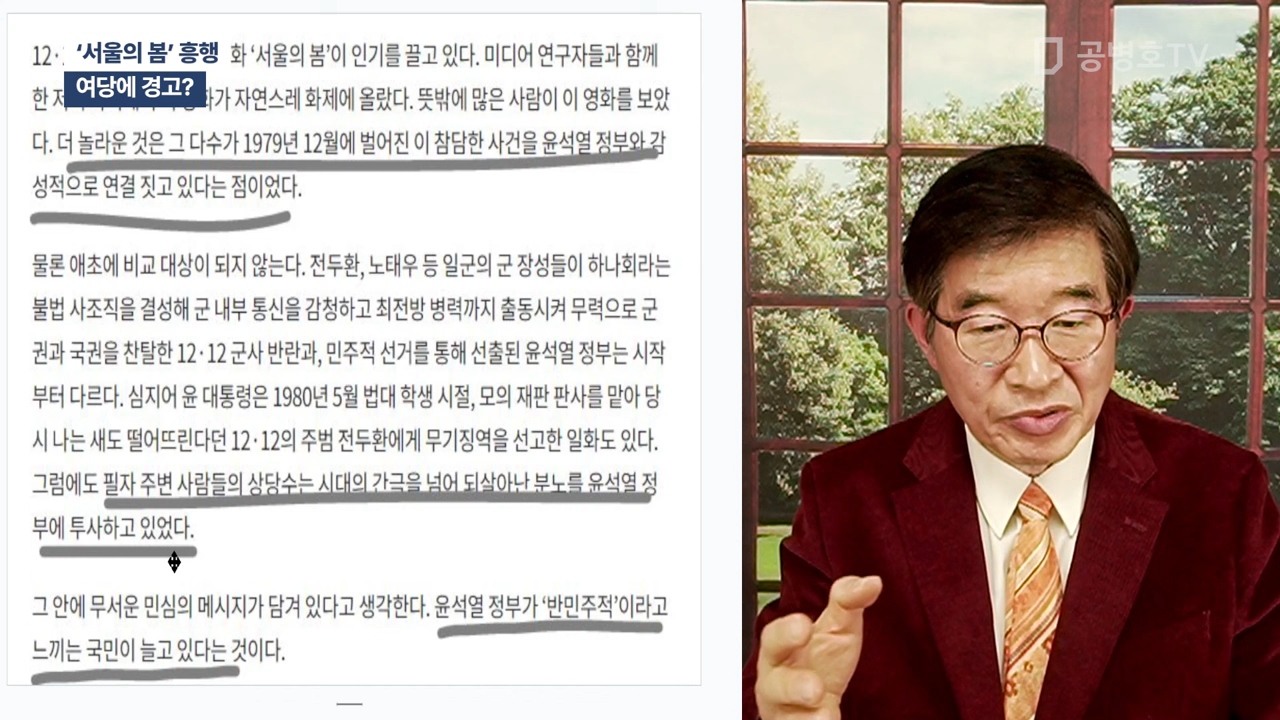 ‘서울의 봄’ 흥행
여당에 경고?
공병호TV
12·
화 ‘서울의 봄’이 인기를 끌고 있다. 미디어 연구자들과 함께
한
가 자연스레 화제에 올랐다. 뜻밖에 많은 사람이 이 영화를 보았
다. 더 놀라운 것은 그 다수가 1979년 12월에 벌어진 이 참담한 사건을 윤석열 정부와 감
성적으로 연결 짓고 있다는 점이었다.
물론 애초에 비교 대상이 되지 않는다. 전두환, 노태우 등 일군의 군 장성들이 하나회라는
불법 사조직을 결성해 군 내부 통신을 감청하고 최전방 병력까지 출동시켜 무력으로 군
권과 국권을 찬탈한 12·12 군사 반란과, 민주적 선거를 통해 선출된 윤석열 정부는 시작
부터 다르다. 심지어 윤 대통령은 1980년 5월 법대 학생 시절, 모의 재판 판사를 맡아 당
시 나는 새도 떨어뜨린다던 12·12의 주범 전두환에게 무기징역을 선고한 일화도 있다.
그럼에도 필자 주변 사람들의 상당수는 시대의 간극을 넘어 되살아난 분노를 윤석열 정
부에 투사하고 있었다.
그 안에 무서운 민심의 메시지가 담겨 있다고 생각한다. 윤석열 정부가 ‘반민주적’이라고
느끼는 국민이 늘고 있다는 것이다.